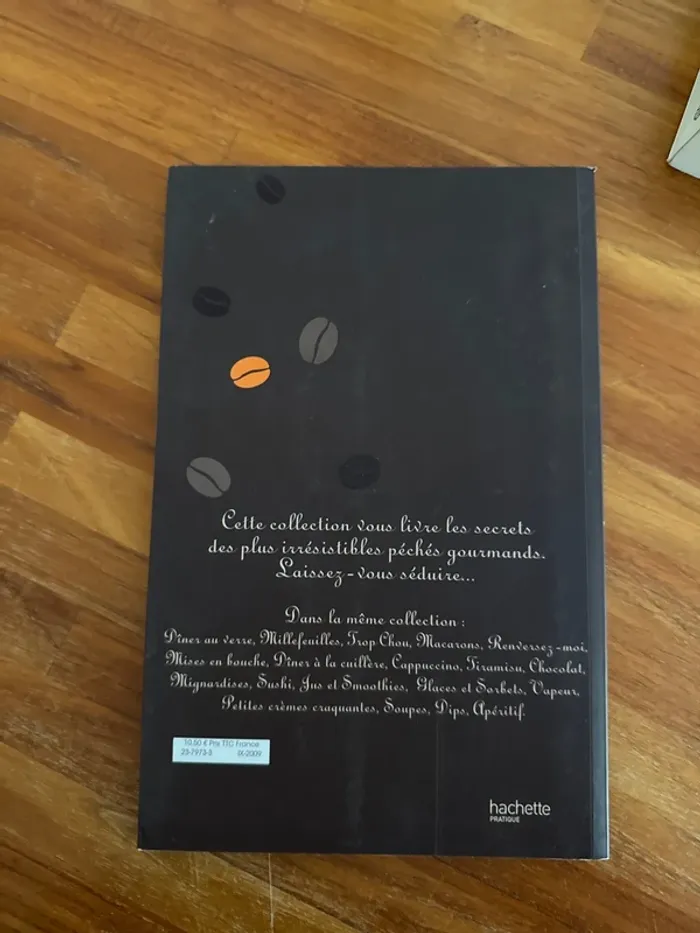 Cette collection vous livre les secrets
des plus irrésistibles péchés gourmands.
Laissez-vous séduire...
Dans la même collection :
Dîner au verre, Millefeuilles, Trop Chou, Macarons, Renversez-moi,
Mises en bouche, Dîner à la cuillère, Cappuccino, Tiramisu, Chocolat,
Mignardises, Sushi, Jus et Smoothies, Glaces et Sorbets, Vapeur,
Petites crèmes craquantes, Soupes, Dips, Apéritif.
10.50 € Prix TTC France
23-7973-3 IX-2009
hachette
PRATIQUE